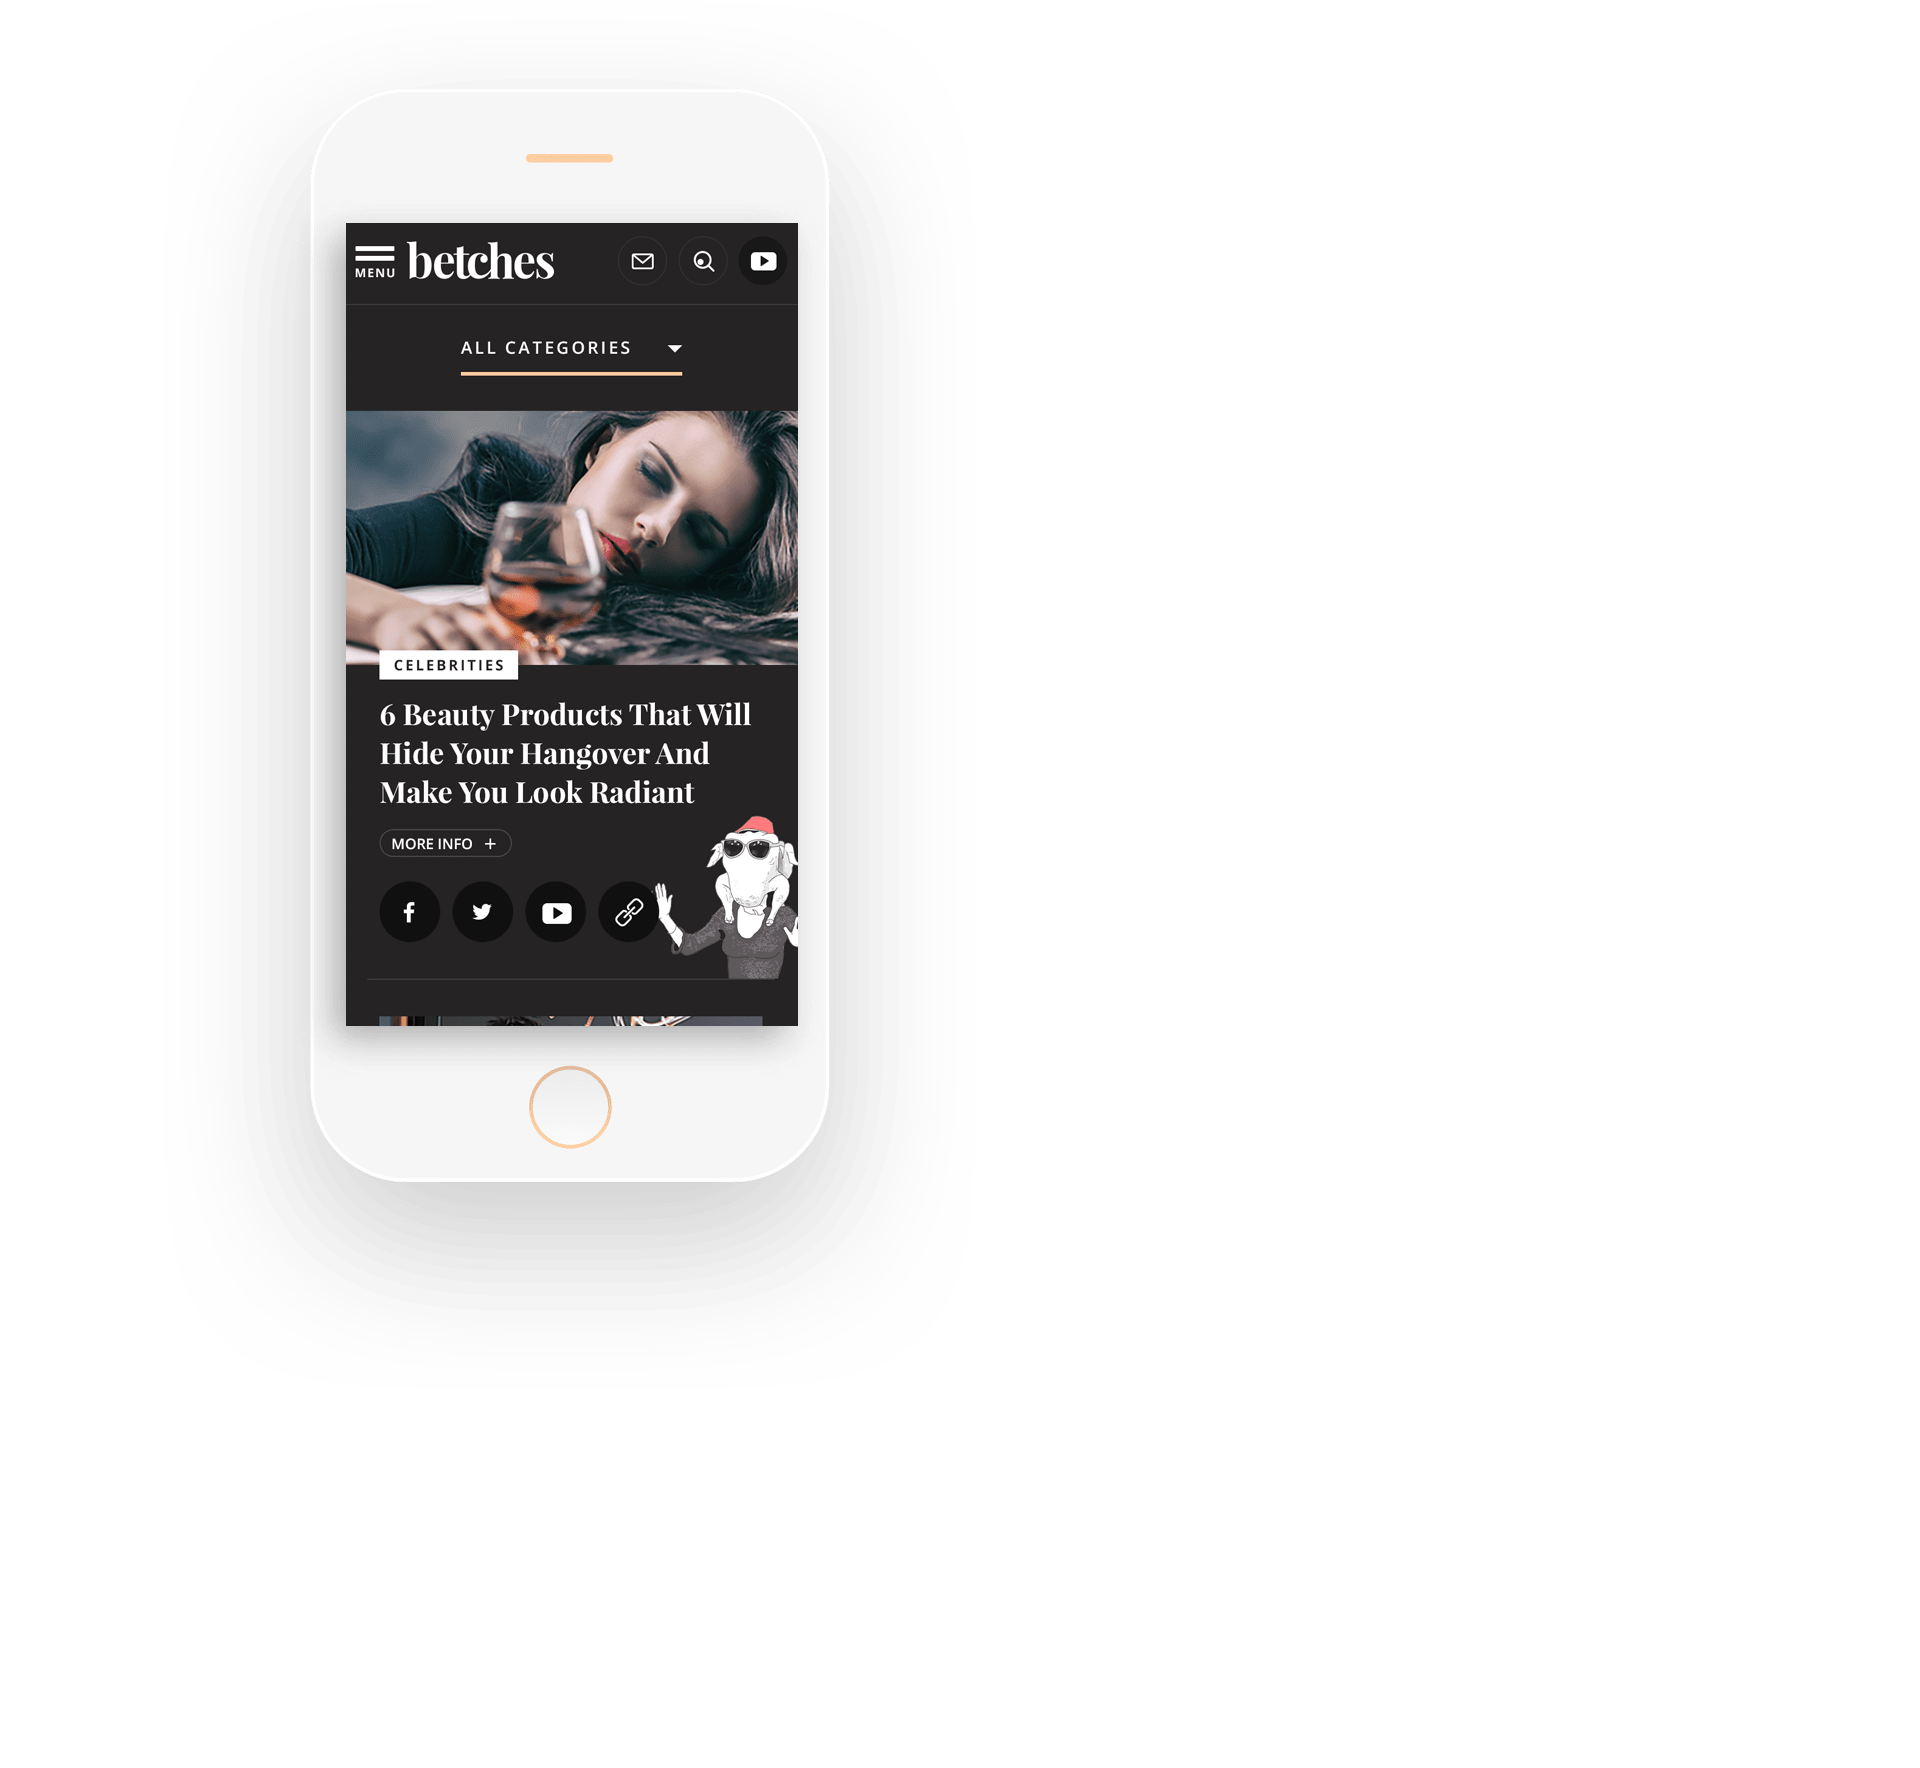 MENU
betches
ALL CATEGORIES
CELEBRITIES
6 Beauty Products That Will
Hide Your Hangover And
Make You Look Radiant
MORE INFO +